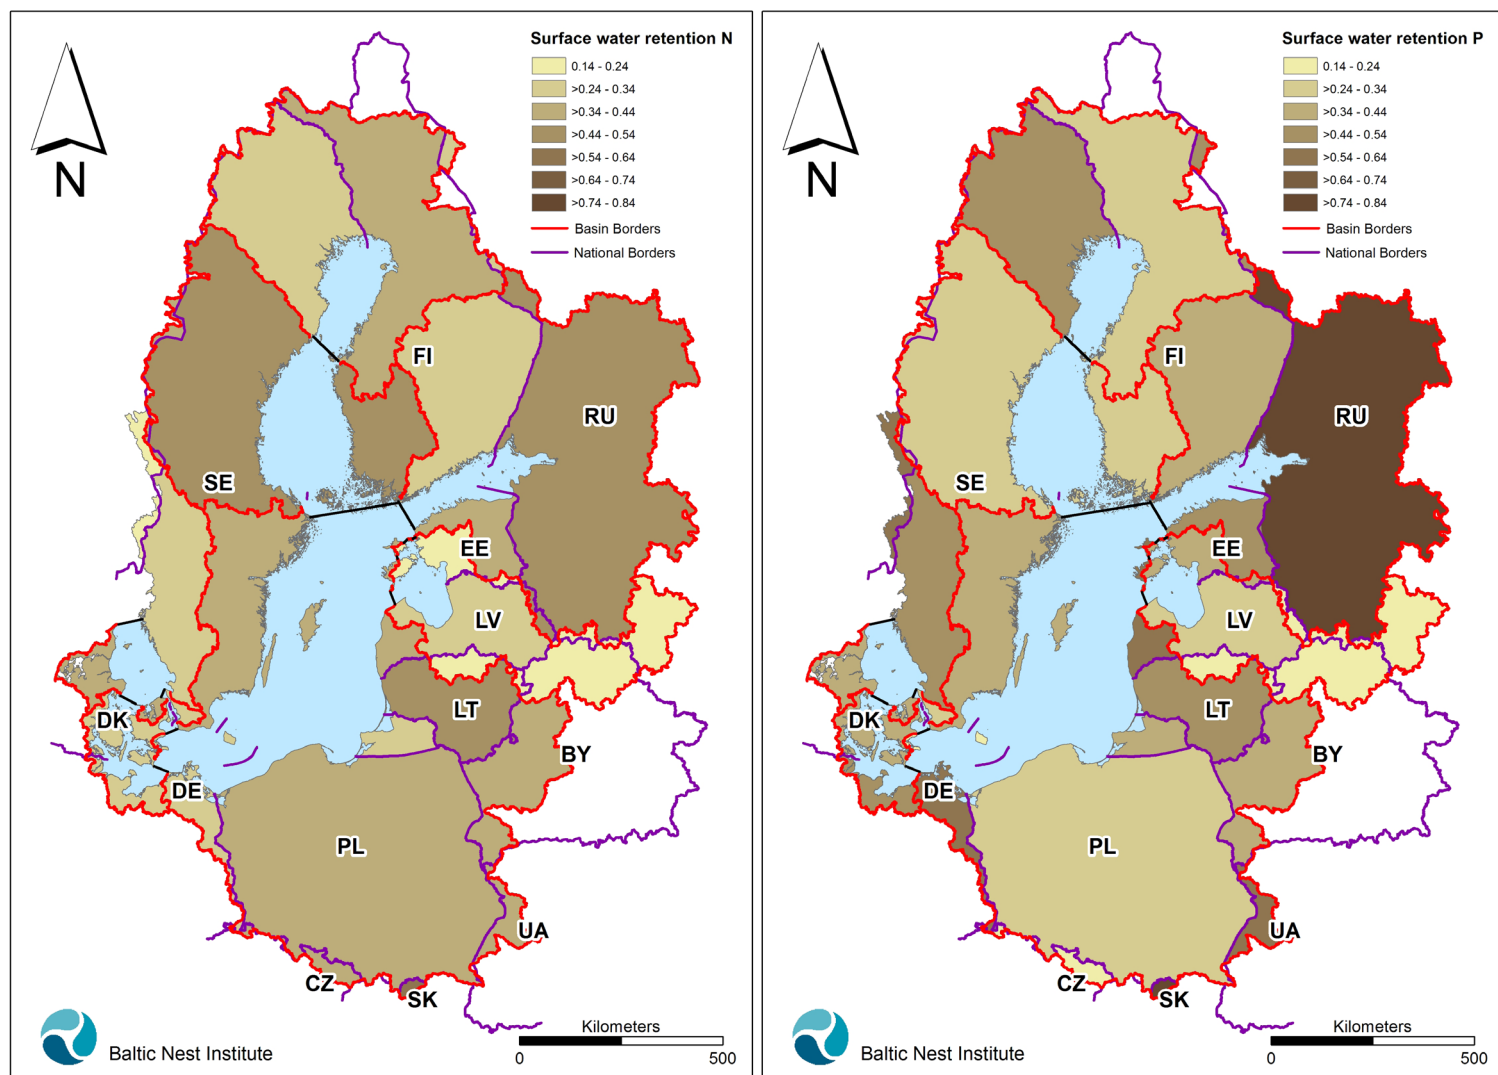 Surface water retention N
0.14 - 0.24
>0.24 - 0.34
>0.34 - 0.44
>0.44 - 0.54
>0.54 - 0.64
>0.64 - 0.74
>0.74 - 0.84
Basin Borders
National Borders
N
FI
RU
SE
EE
LV
LT
DK
BY
DE
PL
UA
CZ
SK
Baltic Nest Institute
Kilometers
0 500
Surface water retention P
0.14 - 0.24
>0.24 - 0.34
>0.34 - 0.44
>0.44 - 0.54
>0.54 - 0.64
>0.64 - 0.74
>0.74 - 0.84
Basin Borders
National Borders
N
FI
RU
SE
EE
LV
LT
DK
BY
DE
PL
UA
CZ
SK
Baltic Nest Institute
Kilometers
0 500